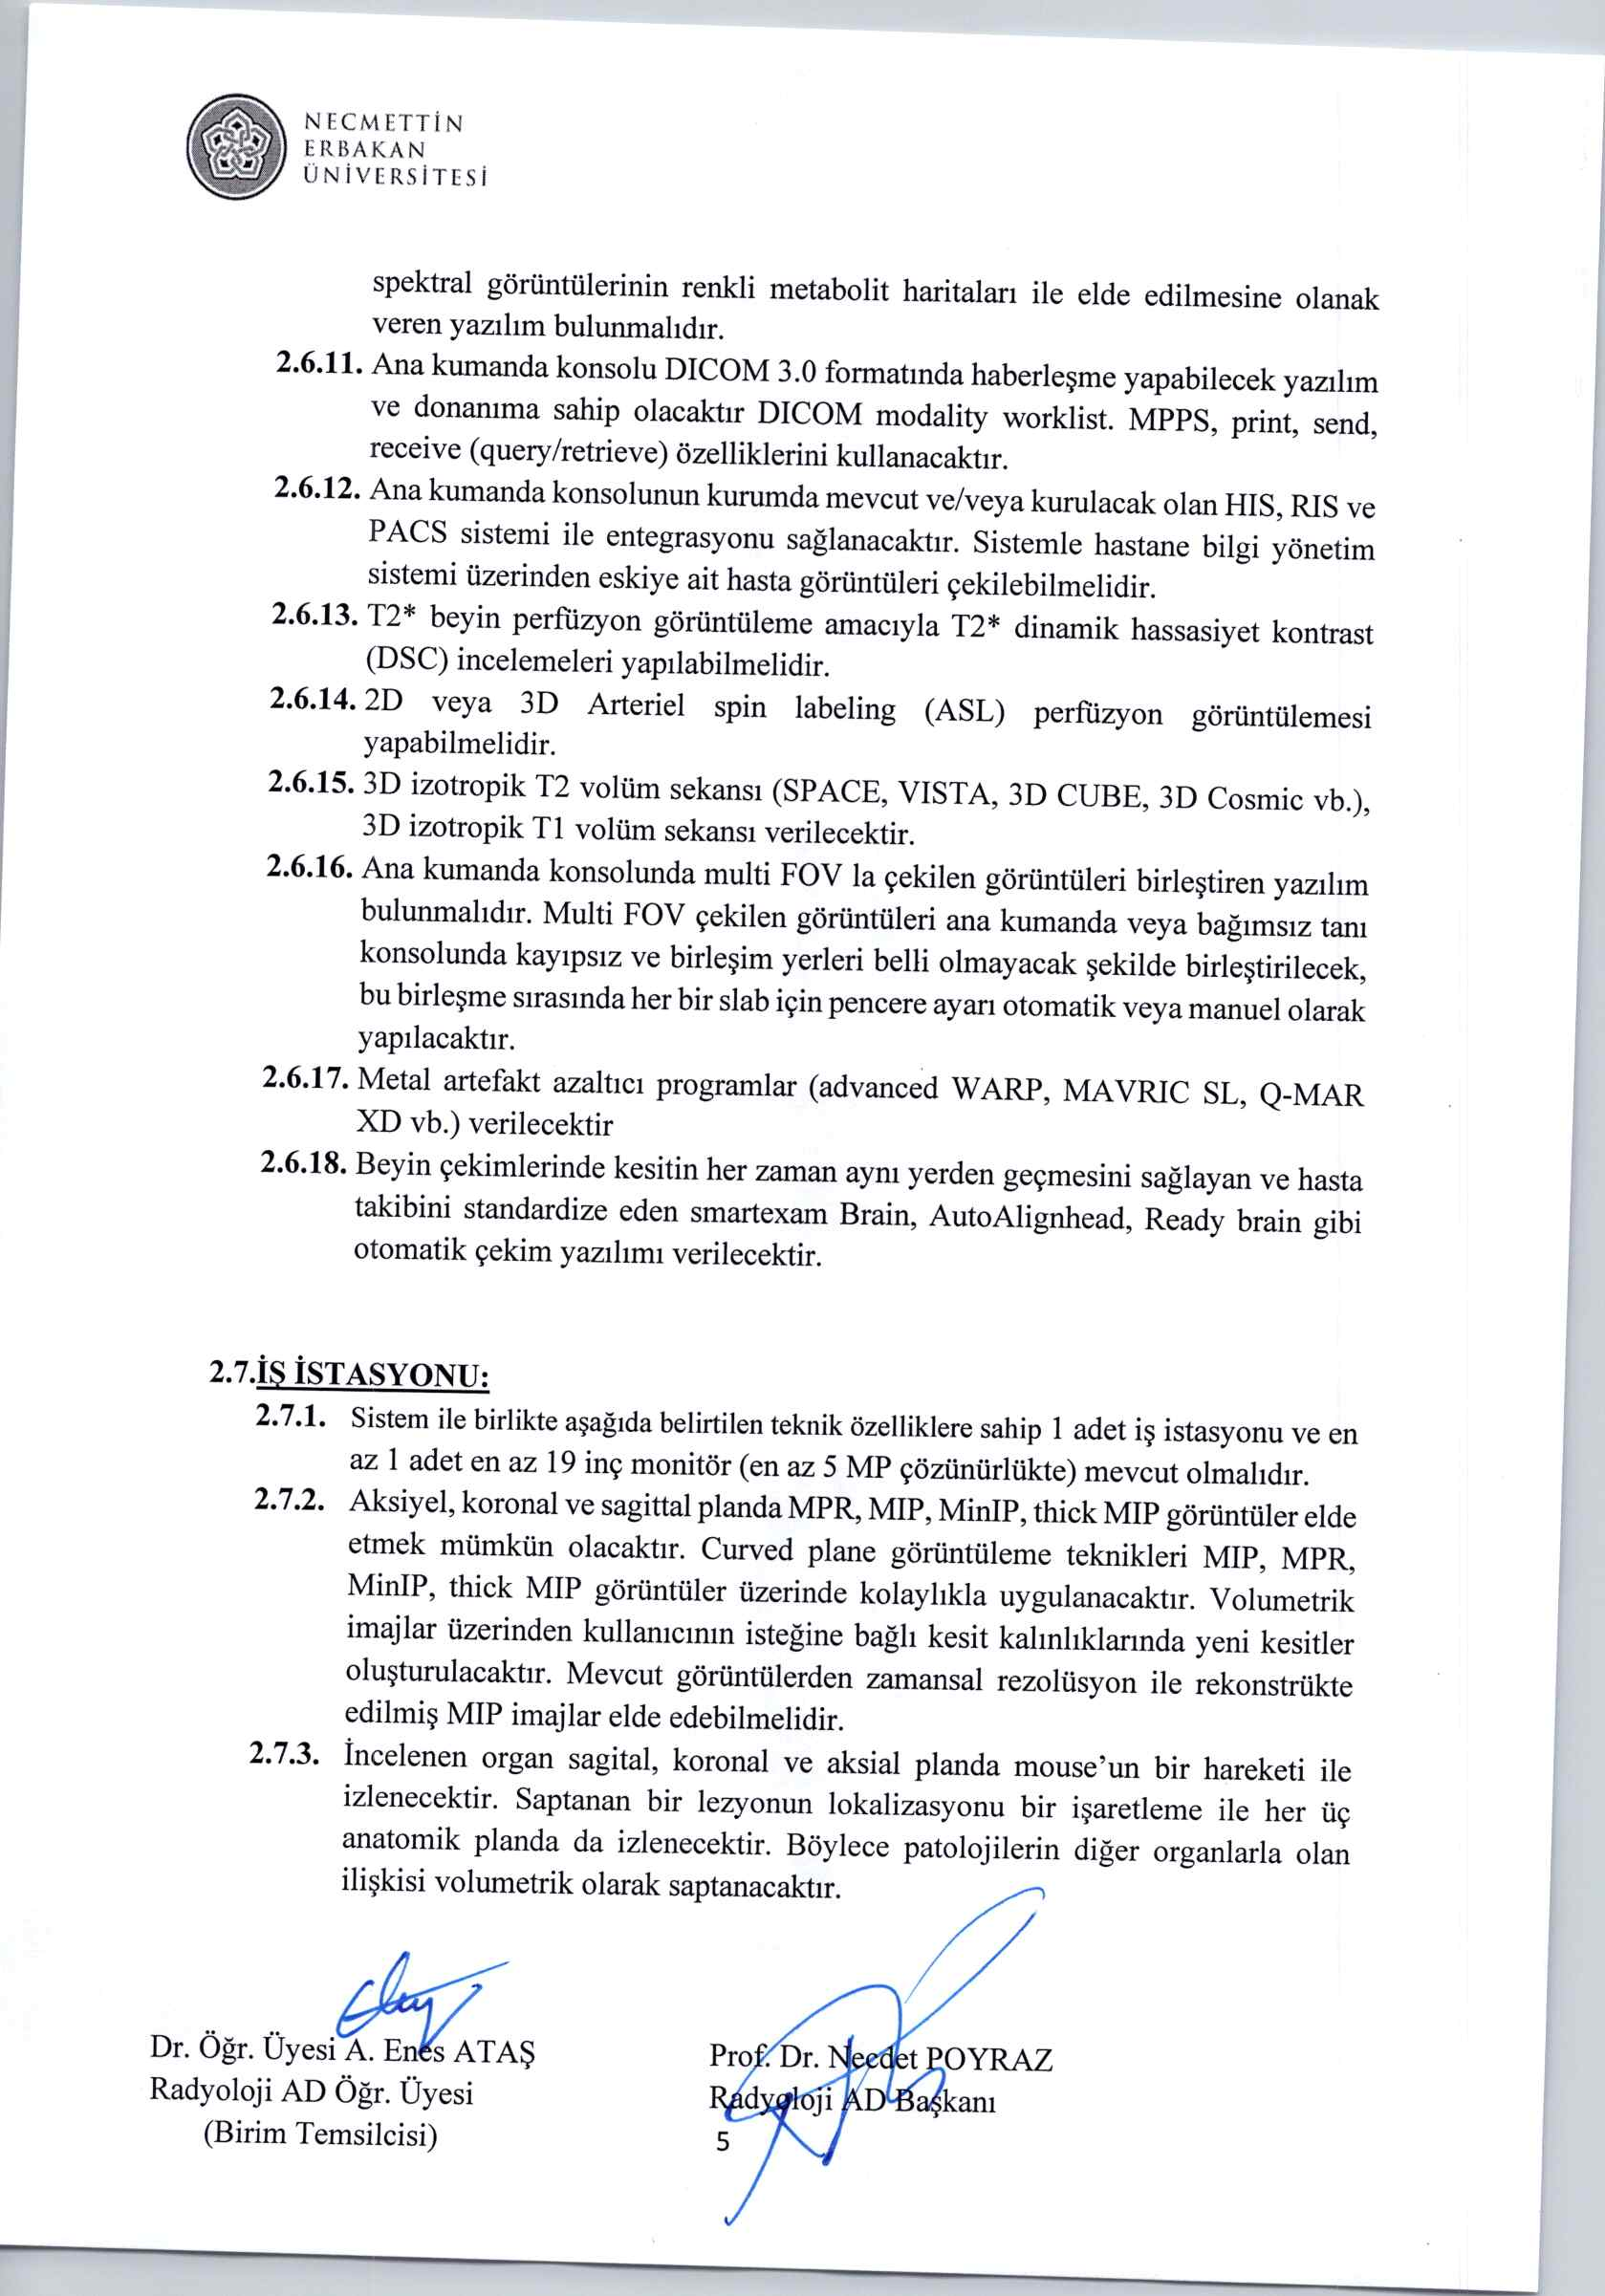 NECMETTİN
ERBAKAN
ÜNİVERSİTESİ
spektral görüntülerinin renkli metabolit haritaları ile elde edilmesine olanak
veren yazılım bulunmalıdır.
2.6.11. Ana kumanda konsolu DICOM 3.0 formatında haberleşme yapabilecek yazılım
ve donanıma sahip olacaktır DICOM modality worklist. MPPS, print, send,
receive (query/retrieve) özelliklerini kullanacaktır.
2.6.12. Ana kumanda konsolunun kurumda mevcut ve/veya kurulacak olan HIS, RIS ve
PACS sistemi ile entegrasyonu sağlanacaktır. Sistemle hastane bilgi yönetim
sistemi üzerinden eskiye ait hasta görüntüleri çekilebilmelidir.
2.6.13. T2* beyin perfüzyon görüntüleme amacıyla T2* dinamik hassasiyet kontrast
(DSC) incelemeleri yapılabilmelidir.
2.6.14. 2D veya 3D Arteriel spin labeling (ASL) perfüzyon görüntülemesi
yapabilmelidir.
2.6.15. 3D izotropik T2 volüm sekansı (SPACE, VISTA, 3D CUBE, 3D Cosmic vb.),
3D izotropik T1 volüm sekansı verilecektir.
2.6.16. Ana kumanda konsolunda multi FOV la çekilen görüntüleri birleştiren yazılım
bulunmalıdır. Multi FOV çekilen görüntüleri ana kumanda veya bağımsız tanı
konsolunda kayıpsız ve birleşim yerleri belli olmayacak şekilde birleştirilecek,
bu birleşme sırasında her bir slab için pencere ayarı otomatik veya manuel olarak
yapılacaktır.
2.6.17. Metal artefakt azaltıcı programlar (advanced WARP, MAVRIC SL, Q-MAR
XD vb.) verilecektir
2.6.18. Beyin çekimlerinde kesitin her zaman aynı yerden geçmesini sağlayan ve hasta
takibini standardize eden smartexam Brain, AutoAlignhead, Ready brain gibi
otomatik çekim yazılımı verilecektir.
2.7.İŞ İSTASYONU:
2.7.1. Sistem ile birlikte aşağıda belirtilen teknik özelliklere sahip 1 adet iş istasyonu ve en
az 1 adet en az 19 inç monitör (en az 5 MP çözünürlükte) mevcut olmalıdır.
2.7.2. Aksiyel, koronal ve sagittal planda MPR, MIP, MinIP, thick MIP görüntüler elde
etmek mümkün olacaktır. Curved plane görüntüleme teknikleri MIP, MPR,
MinIP, thick MIP görüntüler üzerinde kolaylıkla uygulanacaktır. Volumetrik
imajlar üzerinden kullanıcının isteğine bağlı kesit kalınlıklarında yeni kesitler
oluşturulacaktır. Mevcut görüntülerden zamansal rezolüsyon ile rekonstrükte
edilmiş MIP imajlar elde edebilmelidir.
2.7.3. İncelenen organ sagital, koronal ve aksial planda mouse’un bir hareketi ile
izlenecektir. Saptanan bir lezyonun lokalizasyonu bir işaretleme ile her üç
anatomik planda da izlenecektir. Böylece patolojilerin diğer organlarla olan
ilişkisi volumetrik olarak saptanacaktır.
Dr. Öğr. Üyesi A. Enes ATAŞ
Radyoloji AD Öğr. Üyesi
(Birim Temsilcisi)
Prof. Dr. Necdet POYRAZ
Radyoloji AD Başkanı
5